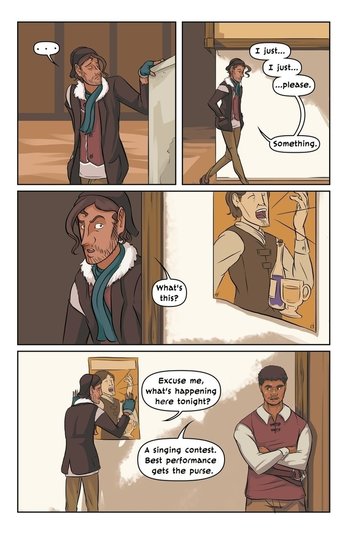 ...
I just...
I just...
...please.
Something.
What's
this?
Excuse me,
what's happening
here tonight?
A singing contest.
Best performance
gets the purse.